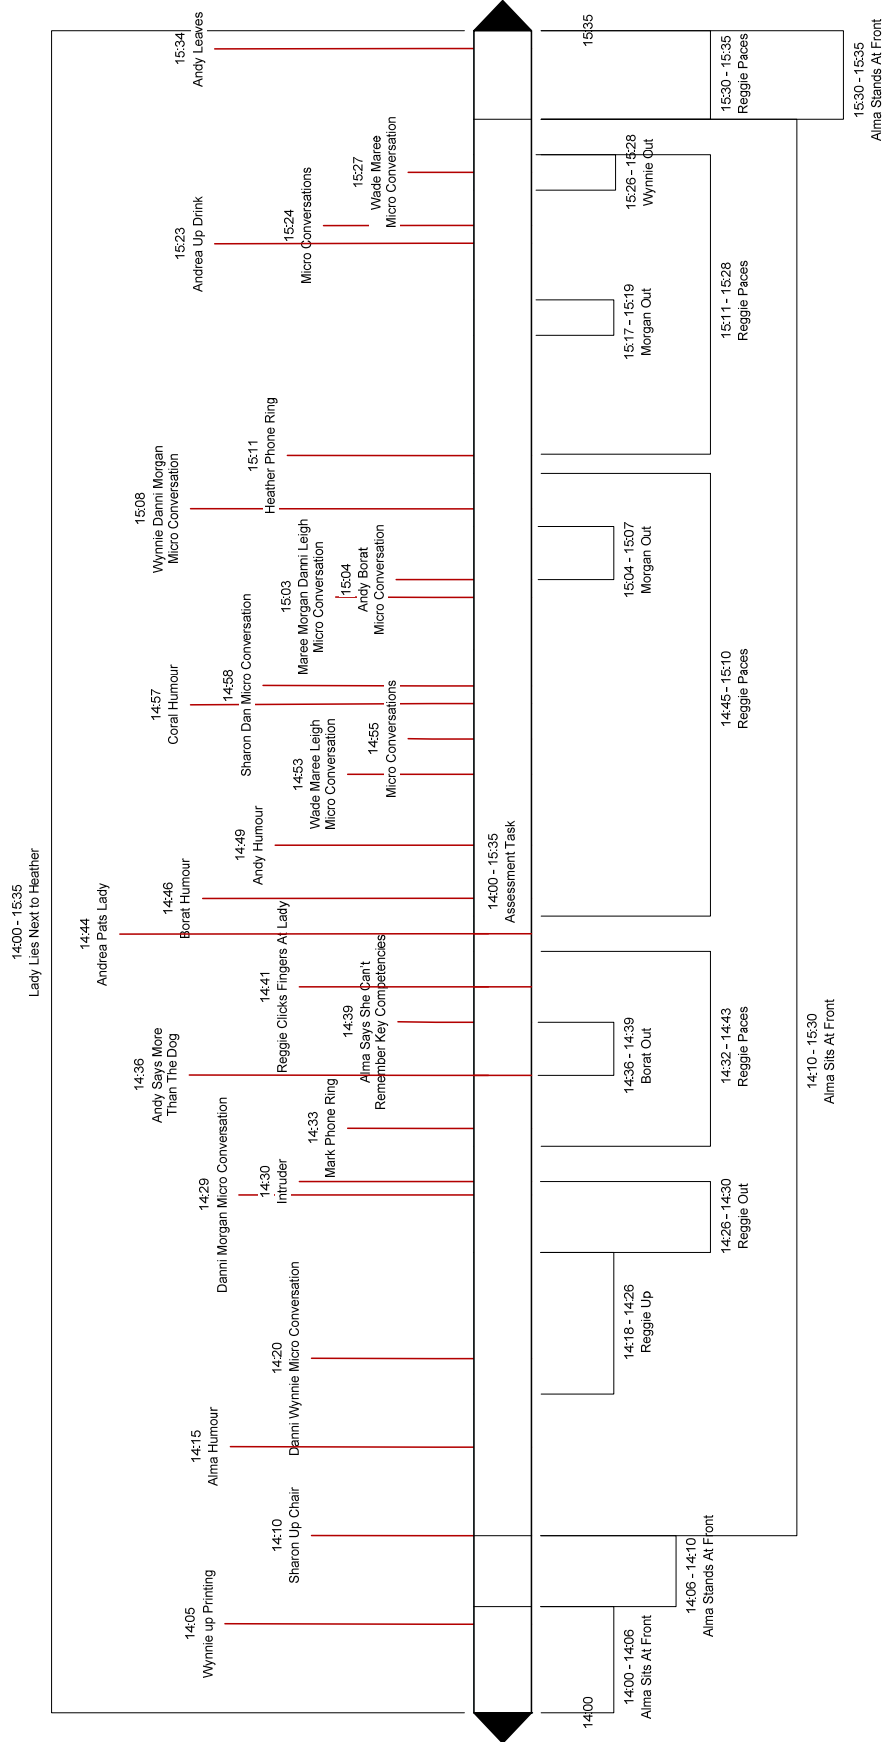 14:00 - 15:35
Lady Lies Next to Heather
14:05
Wynnie up Printing
14:10
Sharon Up Chair
14:15
Alma Humour
14:20
Danni Wynnie Micro Conversation
14:29
Danni Morgan Micro Conversation
14:30
Intruder
14:33
Mark Phone Ring
14:36
Andy Says More
Than The Dog
14:39
Alma Says She Can't
Remember Key Competencies
14:41
Reggie Clicks Fingers At Lady
14:44
Andrea Pats Lady
14:46
Borat Humour
14:49
Andy Humour
14:53
Wade Maree Leigh
Micro Conversation
14:55
Micro Conversations
14:57
Coral Humour
14:58
Sharon Dan Micro Conversation
15:03
Maree Morgan Danni Leigh
Micro Conversation
15:04
Andy Borat
Micro Conversation
15:08
Wynnie Danni Morgan
Micro Conversation
15:11
Heather Phone Ring
15:23
Andrea Up Drink
15:24
Micro Conversations
15:27
Wade Maree
Micro Conversation
15:34
Andy Leaves
14:00 - 15:35
Assessment Task
14:00
15:35
14:00 - 14:06
Alma Sits At Front
14:06 - 14:10
Alma Stands At Front
14:18 - 14:26
Reggie Up
14:26 - 14:30
Reggie Out
14:32 - 14:43
Reggie Paces
14:36 - 14:39
Borat Out
14:10 - 15:30
Alma Sits At Front
14:45 - 15:10
Reggie Paces
15:04 - 15:07
Morgan Out
15:11 - 15:28
Reggie Paces
15:17 - 15:19
Morgan Out
15:26 - 15:28
Wynnie Out
15:30 - 15:35
Reggie Paces
15:30 - 15:35
Alma Stands At Front